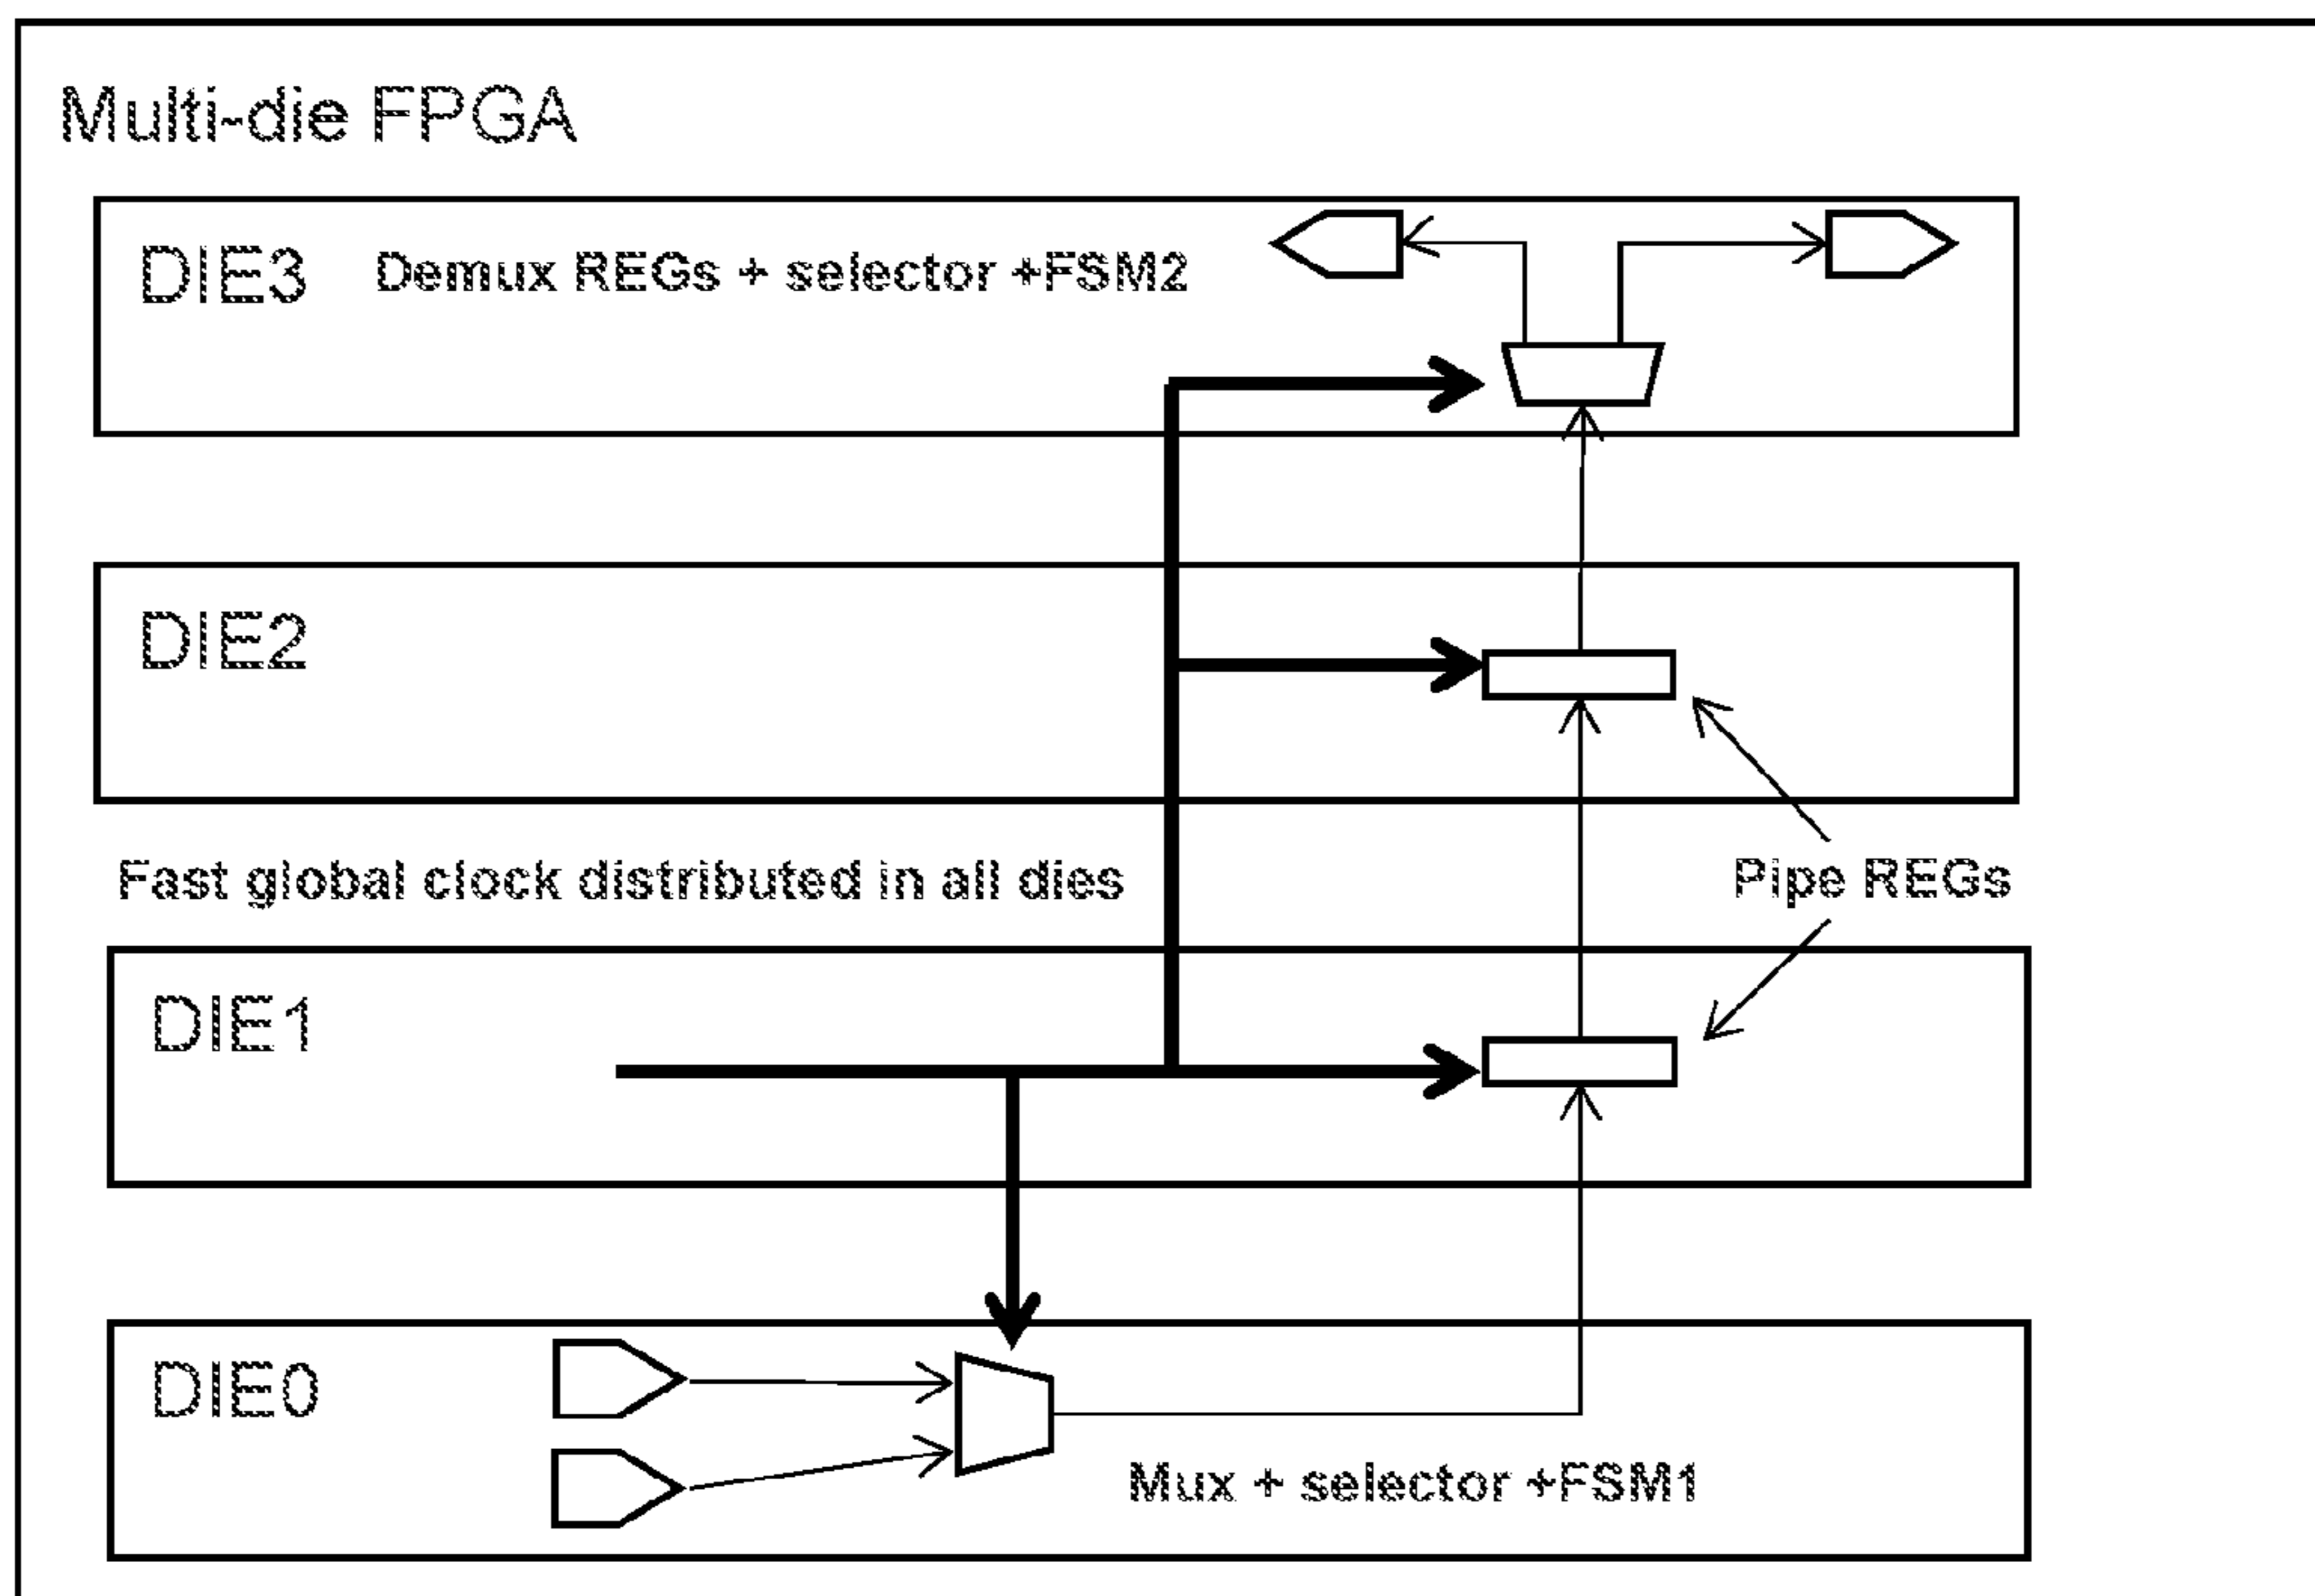 Multi-die FPGA
DIE3
Demux REGs + selector +FSM2
DIE2
Fast global clock distributed in all dies
Pipe REGs
DIE1
DIE0
Mux + selector +FSM1